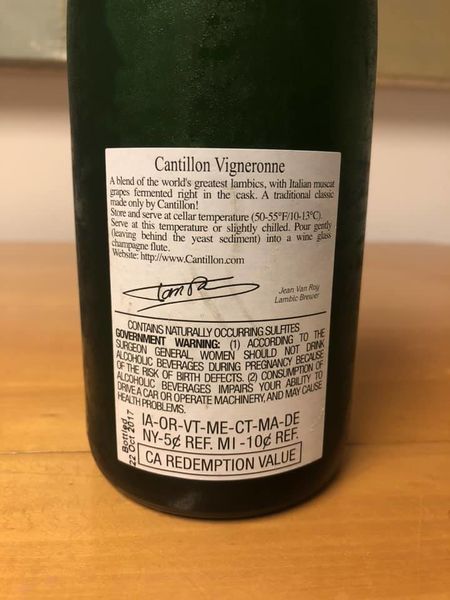 Cantillon Vigneronne
A blend of the world's greatest lambics, with Italian muscat
grapes fermented right in the cask. A traditional classic
made only by Cantillon!
Store and serve at cellar temperature (50-55°F/10-13°C).
Serve at this temperature or slightly chilled. Pour gently
(leaving behind the yeast sediment) into a wine glass
champagne flute.
Website: http://www.Cantillon.com
Jean Van Roy
Lambic Brewer
CONTAINS NATURALLY OCCURING SULFITES
GOVERNMENT WARNING: (1) ACCORDING TO THE
SURGEON GENERAL, WOMEN SHOULD NOT DRINK
ALCOHOLIC BEVERAGES DURING PREGNANCY BECAUSE
OF THE RISK OF BIRTH DEFECTS. (2) CONSUMPTION OF
ALCOHOLIC BEVERAGES IMPAIRS YOUR ABILITY TO
DRIVE A CAR OR OPERATE MACHINERY, AND MAY CAUSE
HEALTH PROBLEMS.
Bottled
22 Oct 2017
IA-OR-VT-ME-CT-MA-DE
NY-5¢ REF. MI -10¢ REF.
CA REDEMPTION VALUE